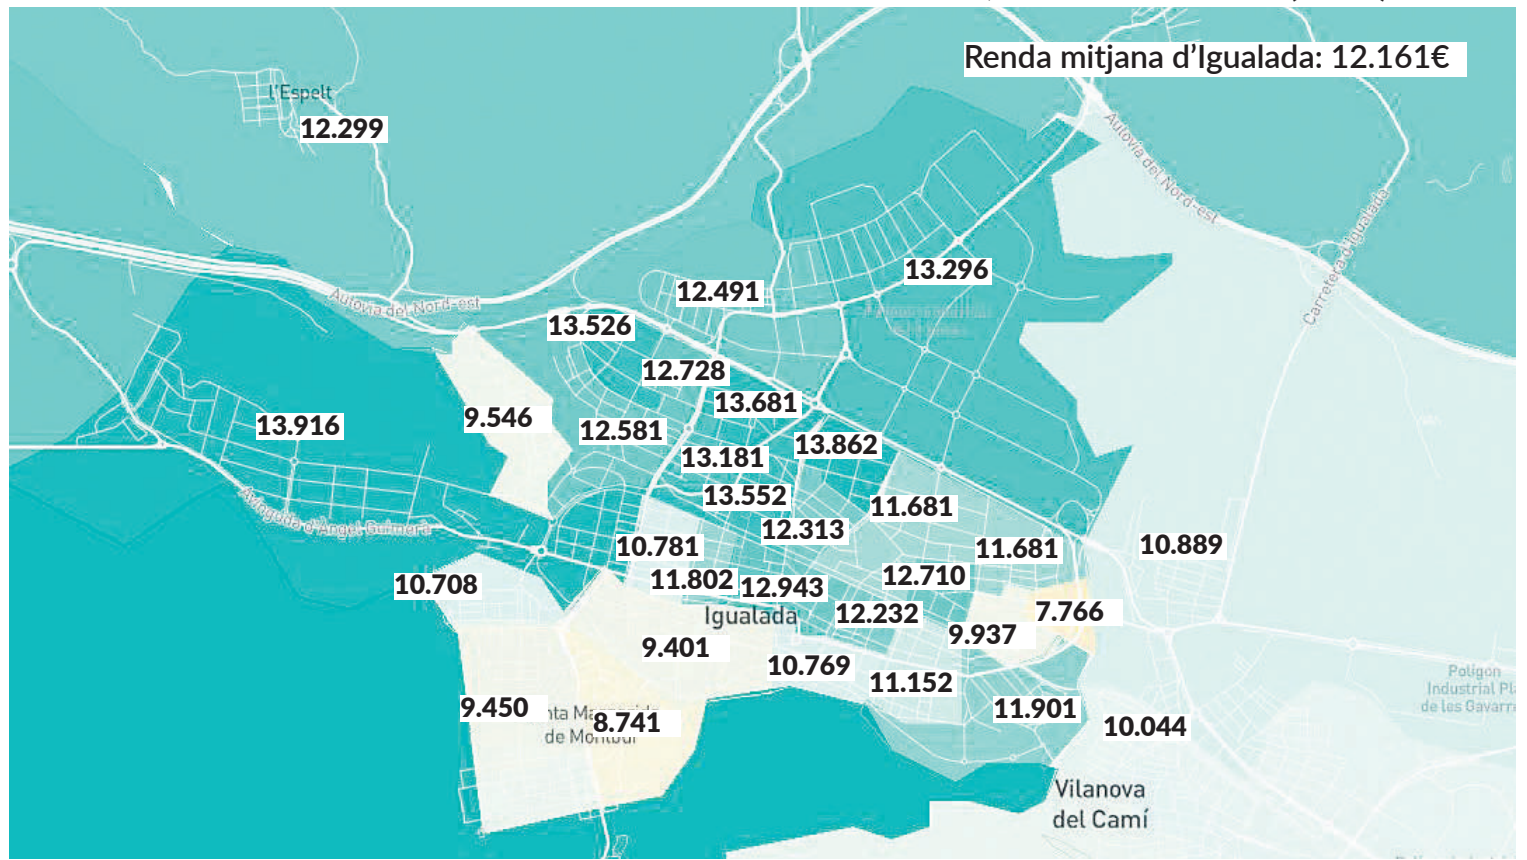 Renda mitjana d’Igualada: 12.161€
l'Espelt
12.299
Autovia del Nord-est
Carretera d'Igualada
13.296
12.491
Autovia del Nord-est
13.526
12.728
13.681
9.546
13.916
12.581
13.862
13.181
13.552
11.681
Avinguda d'Àngel Guimerà
12.313
10.781
11.681
10.889
11.802
12.943
12.710
10.708
Igualada
12.232
7.766
9.937
9.401
10.769
11.152
Polígon
Industrial Pl
de les Gavarr
9.450
8.741
de Montbui
11.901
10.044
Vilanova
del Camí